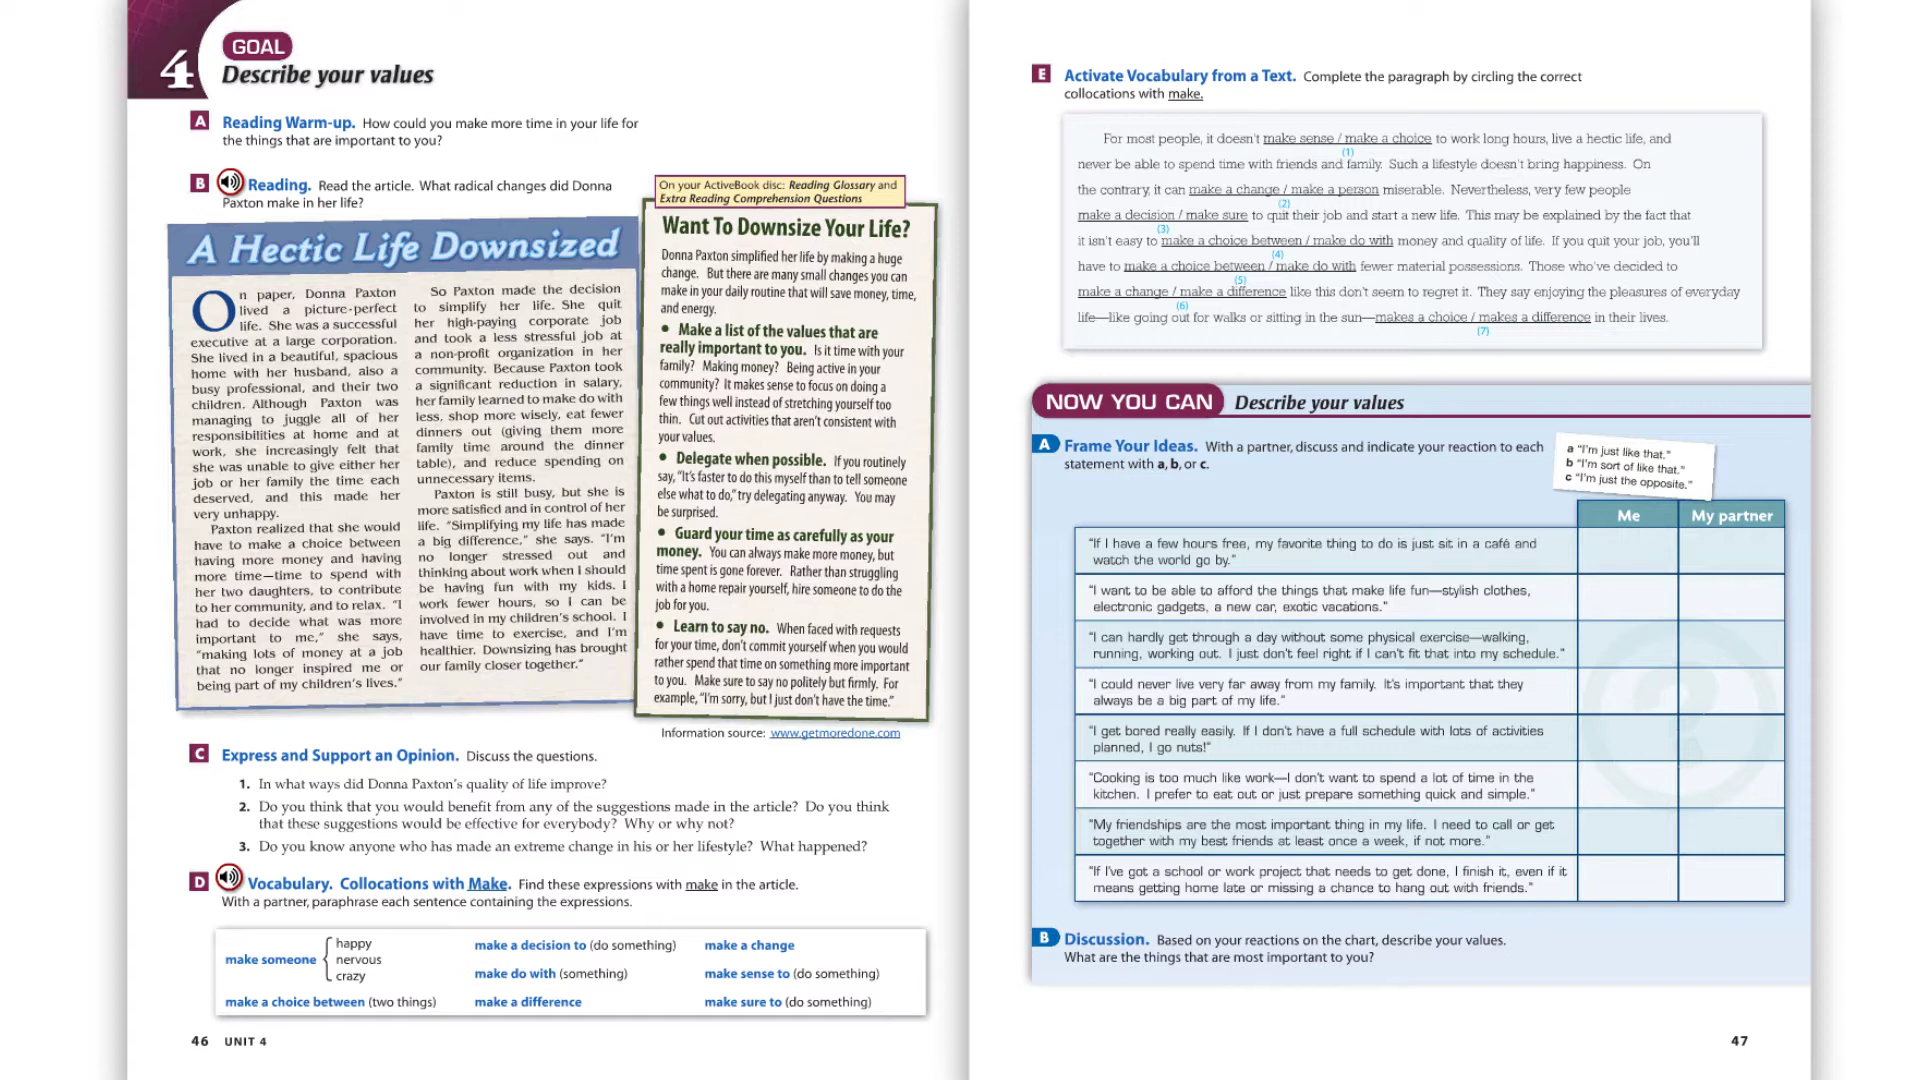 4
GOAL
Describe your values
A Reading Warm-up. How could you make more time in your life for
the things that are important to you?
B Reading. Read the article. What radical changes did Donna
Paxton make in her life?
On your ActiveBook disc: Reading Glossary and
Extra Reading Comprehension Questions
A Hectic Life Downsized
On paper, Donna Paxton
lived a picture-perfect
life. She was a successful
executive at a large corporation.
She lived in a beautiful, spacious
home with her husband, also a
busy professional, and their two
children. Although Paxton was
managing to juggle all of her
responsibilities at home and at
work, she increasingly felt that
she was unable to give either her
job or her family the time each
deserved, and this made her
very unhappy.
Paxton realized that she would
have to make a choice between
having more money and having
more time—time to spend with
her two daughters, to contribute
to her community, and to relax. "I
had to decide what was more
important to me," she says,
"making lots of money at a job
that no longer inspired me or
being part of my children's lives."
So Paxton made the decision
to simplify her life. She quit
her high-paying corporate job
and took a less stressful job at
a non-profit organization in her
community. Because Paxton took
a significant reduction in salary,
her family learned to make do with
less, shop more wisely, eat fewer
dinners out (giving them more
family time around the dinner
table), and reduce spending on
unnecessary items.
Paxton is still busy, but she is
more satisfied and in control of her
life. "Simplifying my life has made
a big difference," she says. "I'm
no longer stressed out and
thinking about work when I should
be having fun with my kids. I
work fewer hours, so I can be
involved in my children's school. I
have time to exercise, and I'm
healthier. Downsizing has brought
our family closer together."
Want To Downsize Your Life?
Donna Paxton simplified her life by making a huge
change. But there are many small changes you can
make in your daily routine that will save money, time,
and energy.
• Make a list of the values that are
really important to you. Is it time with your
family? Making money? Being active in your
community? It makes sense to focus on doing a
few things well instead of stretching yourself too
thin. Cut out activities that aren't consistent with
your values.
• Delegate when possible. If you routinely
say, "It's faster to do this myself than to tell someone
else what to do," try delegating anyway. You may
be surprised.
• Guard your time as carefully as your
money. You can always make more money, but
time spent is gone forever. Rather than struggling
with a home repair yourself, hire someone to do the
job for you.
• Learn to say no. When faced with requests
for your time, don't commit yourself when you would
rather spend that time on something more important
to you. Make sure to say no politely but firmly. For
example, "I'm sorry, but I just don't have the time."
Information source: www.getmoredone.com
C Express and Support an Opinion. Discuss the questions.
1. In what ways did Donna Paxton's quality of life improve?
2. Do you think that you would benefit from any of the suggestions made in the article? Do you think
that these suggestions would be effective for everybody? Why or why not?
3. Do you know anyone who has made an extreme change in his or her lifestyle? What happened?
D Vocabulary. Collocations with Make. Find these expressions with make in the article.
With a partner, paraphrase each sentence containing the expressions.
make someone { happy
nervous
crazy
make a choice between (two things)
make a decision to (do something)
make do with (something)
make a difference
make a change
make sense to (do something)
make sure to (do something)
46 UNIT 4
E Activate Vocabulary from a Text. Complete the paragraph by circling the correct
collocations with make.
For most people, it doesn't make sense / make a choice to work long hours, live a hectic life, and
(1)
never be able to spend time with friends and family. Such a lifestyle doesn't bring happiness. On
the contrary, it can make a change / make a person miserable. Nevertheless, very few people
(2)
make a decision / make sure to quit their job and start a new life. This may be explained by the fact that
(3)
it isn't easy to make a choice between / make do with money and quality of life. If you quit your job, you'll
(4)
have to make a choice between / make do with fewer material possessions. Those who've decided to
(5)
make a change / make a difference like this don't seem to regret it. They say enjoying the pleasures of everyday
(6)
life—like going out for walks or sitting in the sun—makes a choice / makes a difference in their lives.
(7)
NOW YOU CAN Describe your values
A Frame Your Ideas. With a partner, discuss and indicate your reaction to each
statement with a, b, or c.
a "I'm just like that."
b "I'm sort of like that."
c "I'm just the opposite."
Me My partner
"If I have a few hours free, my favorite thing to do is just sit in a café and
watch the world go by."
"I want to be able to afford the things that make life fun—stylish clothes,
electronic gadgets, a new car, exotic vacations."
"I can hardly get through a day without some physical exercise—walking,
running, working out. I just don't feel right if I can't fit that into my schedule."
"I could never live very far away from my family. It's important that they
always be a big part of my life."
"I get bored really easily. If I don't have a full schedule with lots of activities
planned, I go nuts!"
"Cooking is too much like work—I don't want to spend a lot of time in the
kitchen. I prefer to eat out or just prepare something quick and simple."
"My friendships are the most important thing in my life. I need to call or get
together with my best friends at least once a week, if not more."
"If I've got a school or work project that needs to get done, I finish it, even if it
means getting home late or missing a chance to hang out with friends."
B Discussion. Based on your reactions on the chart, describe your values.
What are the things that are most important to you?
47